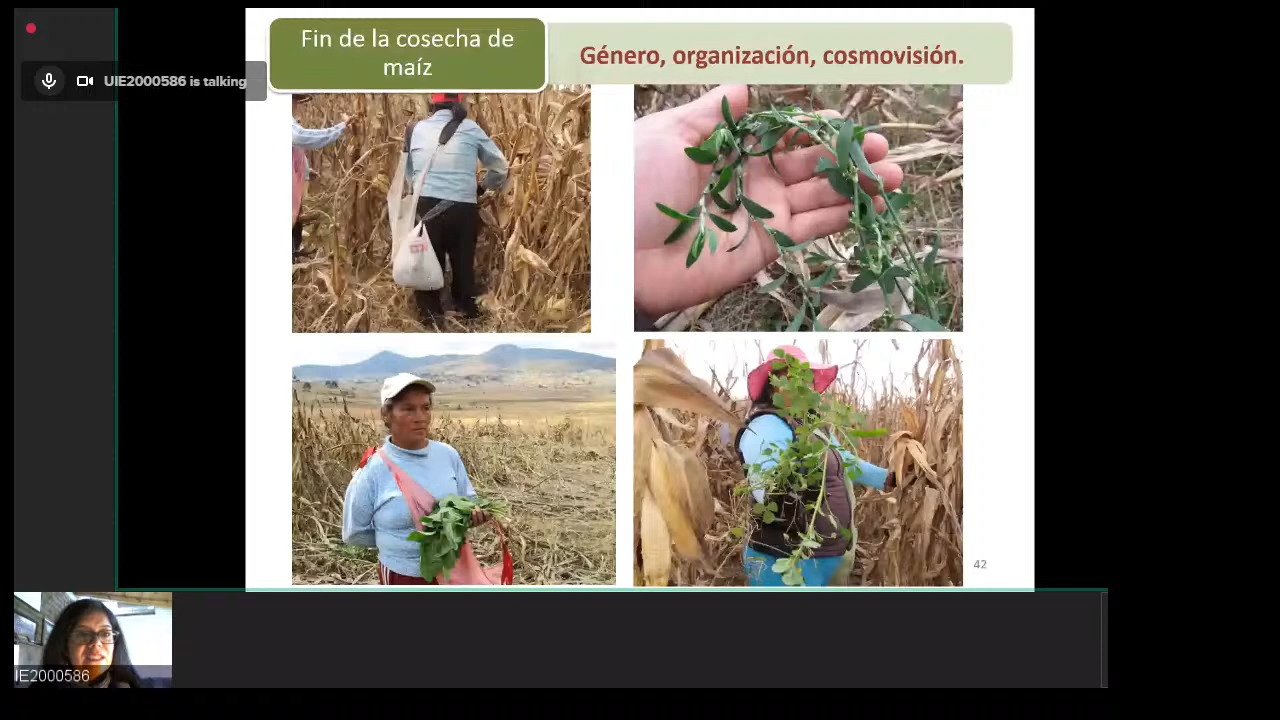 Fin de la cosecha de
maíz
Género, organización, cosmovisión.
UIE2000586 is talking
42
IE2000586